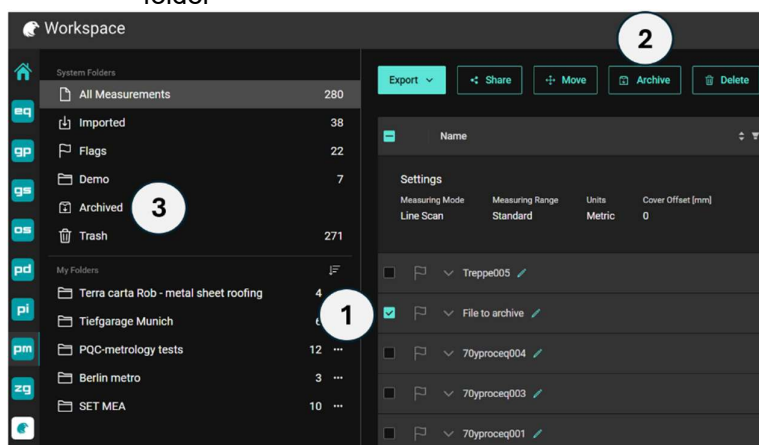 folder
Workspace
2
System Folders
All Measurements 280
Imported 38
Flags 22
Demo 7
Archived 3
Trash 271
My Folders
Terra carta Rob - metal sheet roofing 4
Tiefgarage Munich 1
PQC-metrology tests 12 ...
Berlin metro 3 ...
SET MEA 10 ...
eq
gp
gs
os
pd
pi
pm
zg
Export Share Move Archive Delete
Name
Settings
Measuring Mode Measuring Range Units Cover Offset [mm]
Line Scan Standard Metric 0
Treppe005
File to archive
70yproceq004
70yproceq003
70yproceq001